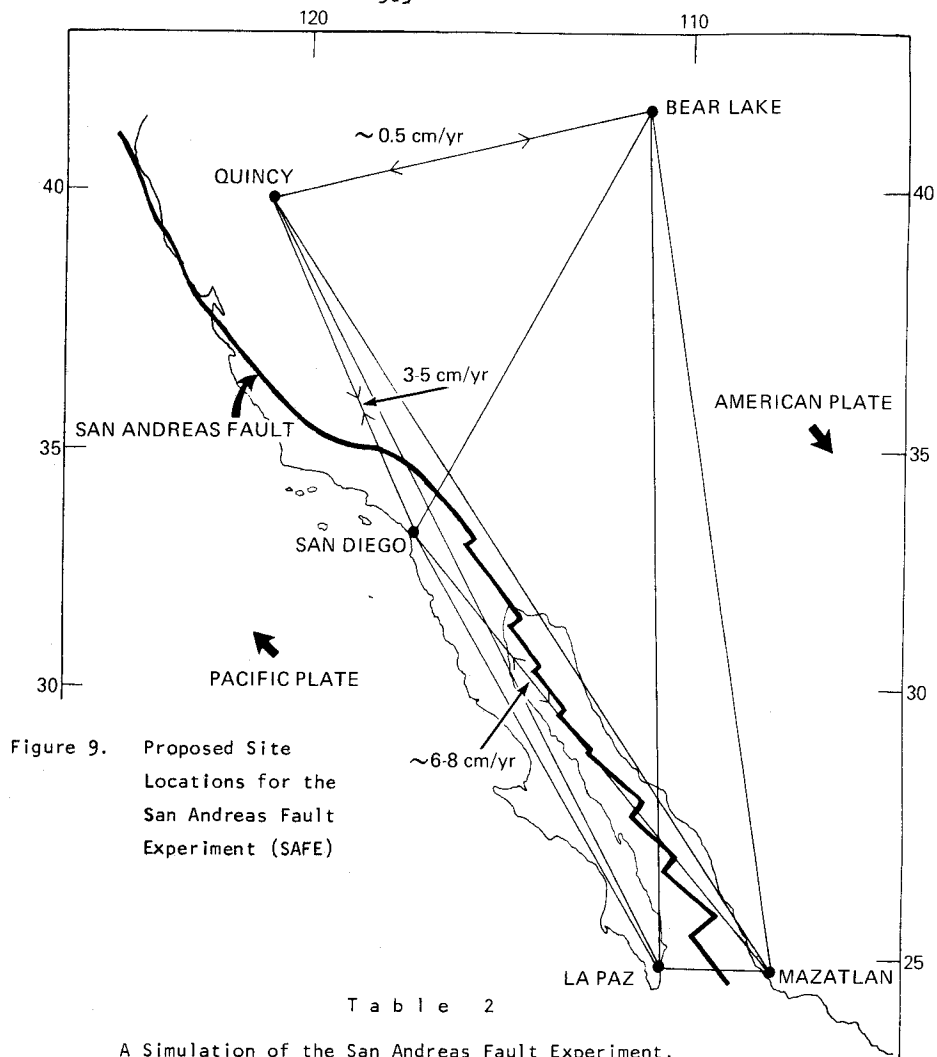 120
110
BEAR LAKE
~ 0.5 cm/yr
QUINCY
40
40
3-5 cm/yr
AMERICAN PLATE
SAN ANDREAS FAULT
35
35
SAN DIEGO
PACIFIC PLATE
30
30
~6-8 cm/yr
Figure 9. Proposed Site
Locations for the
San Andreas Fault
Experiment (SAFE)
25
LA PAZ
MAZATLAN
Table 2
A Simulation of the San Andreas Fault Experiment.